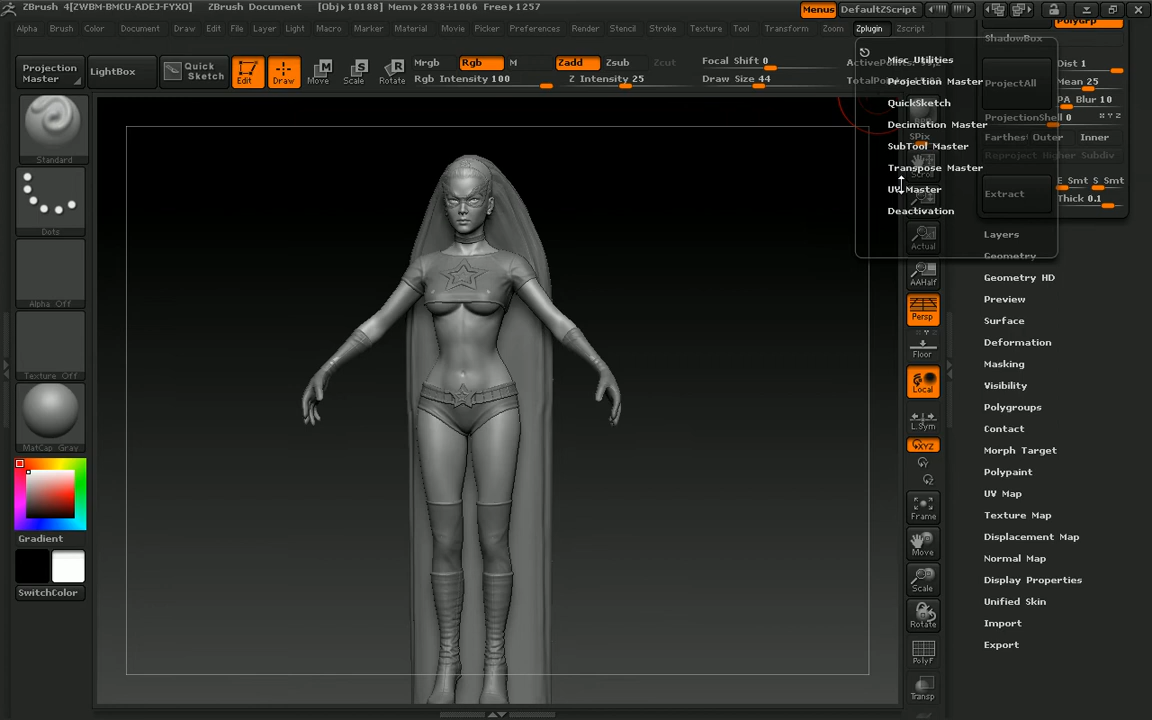 ZBrush 4[ZWBM-BMCU-ADEJ-FYXO] ZBrush Document [Obj▸10188] Mem▸2838+1066 Free▸1257 Menus DefaultZScript
Alpha Brush Color Document Draw Edit File Layer Light Macro Marker Material Movie Picker Preferences Render Stencil Stroke Texture Tool Transform Zoom Zplugin Zscript
Projection Master
LightBox
Quick Sketch
Edit
Draw
Move
Scale
Rotate
Mrgb Rgb M
Rgb Intensity 100
Zadd Zsub Zcut
Z Intensity 25
Focal Shift 0
Draw Size 44
Standard
Dots
Alpha Off
Texture Off
MatCap Gray
Gradient
SwitchColor
Misc Utilities
Projection Master
QuickSketch
Decimation Master
SubTool Master
Transpose Master
UV Master
Deactivation
SPix
Scroll
Actual
AAHalf
Persp
Floor
Local
L.Sym
XYZ
Y
Z
Frame
Move
Scale
Rotate
PolyF
Transp
PolyGrp
ShadowBox
ProjectAll
Dist 1
Mean 25
PA Blur 10
ProjectionShell 0
X Y Z
Farthest Outer Inner
Reproject Higher Subdiv
Extract
E Smt S Smt
Thick 0.1
Layers
Geometry
Geometry HD
Preview
Surface
Deformation
Masking
Visibility
Polygroups
Contact
Morph Target
Polypaint
UV Map
Texture Map
Displacement Map
Normal Map
Display Properties
Unified Skin
Import
Export